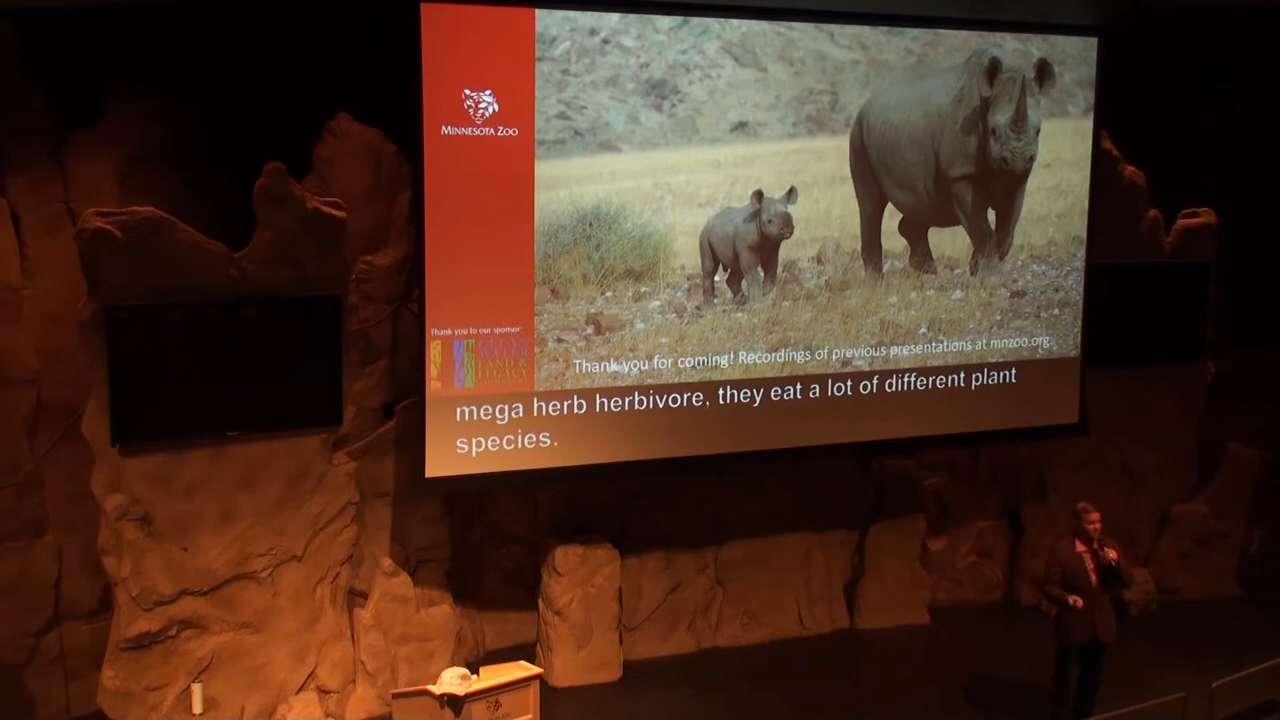 MINNESOTA ZOO
Thank you to our sponsor:
Thank you for coming! Recordings of previous presentations at mnzoo.org.
mega herb herbivore, they eat a lot of different plant
species.